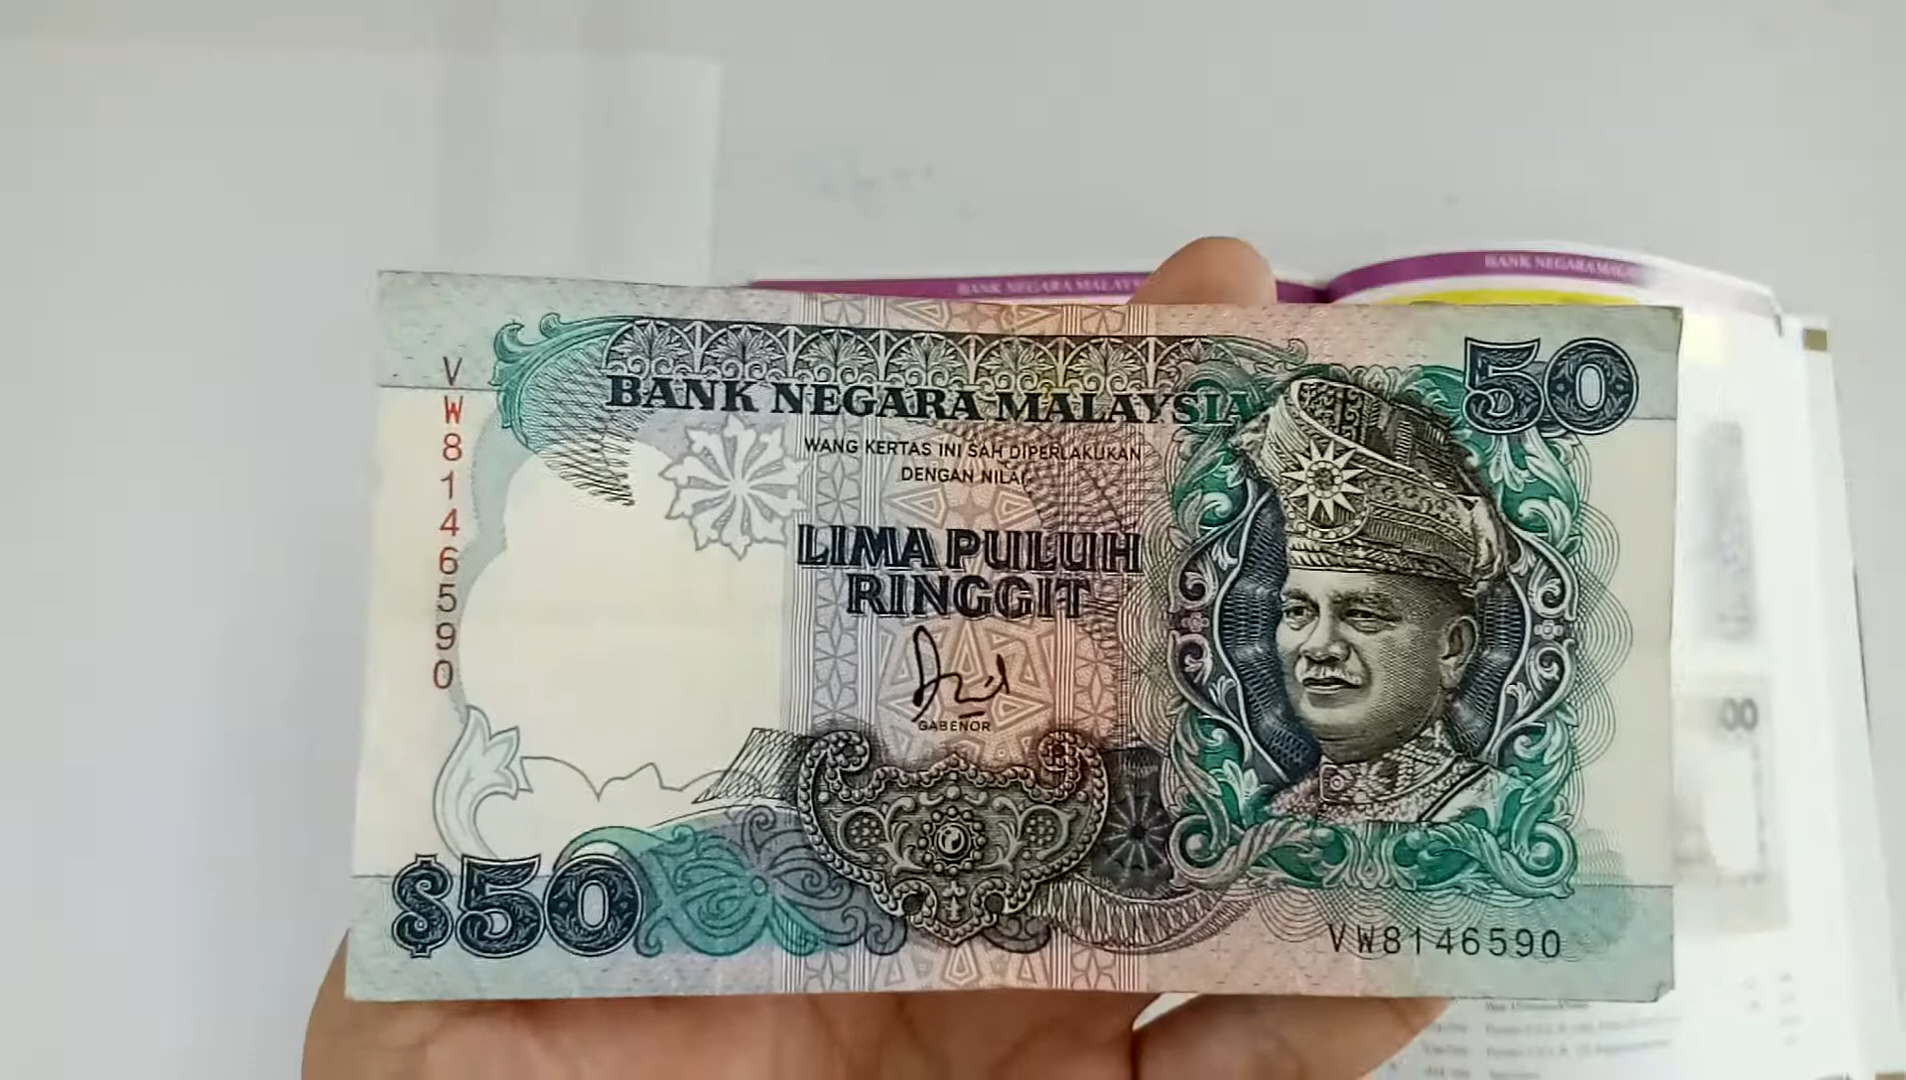 BANK NEGARA MALAYSIA
BANK NEGARA MALAYSIA
50
BANK NEGARA MALAYSIA
WANG KERTAS INI SAH DIPERLAKUKAN
DENGAN NILAI
LIMA PULUH
RINGGIT
GABENOR
VW8146590
$50
VW8146590
00